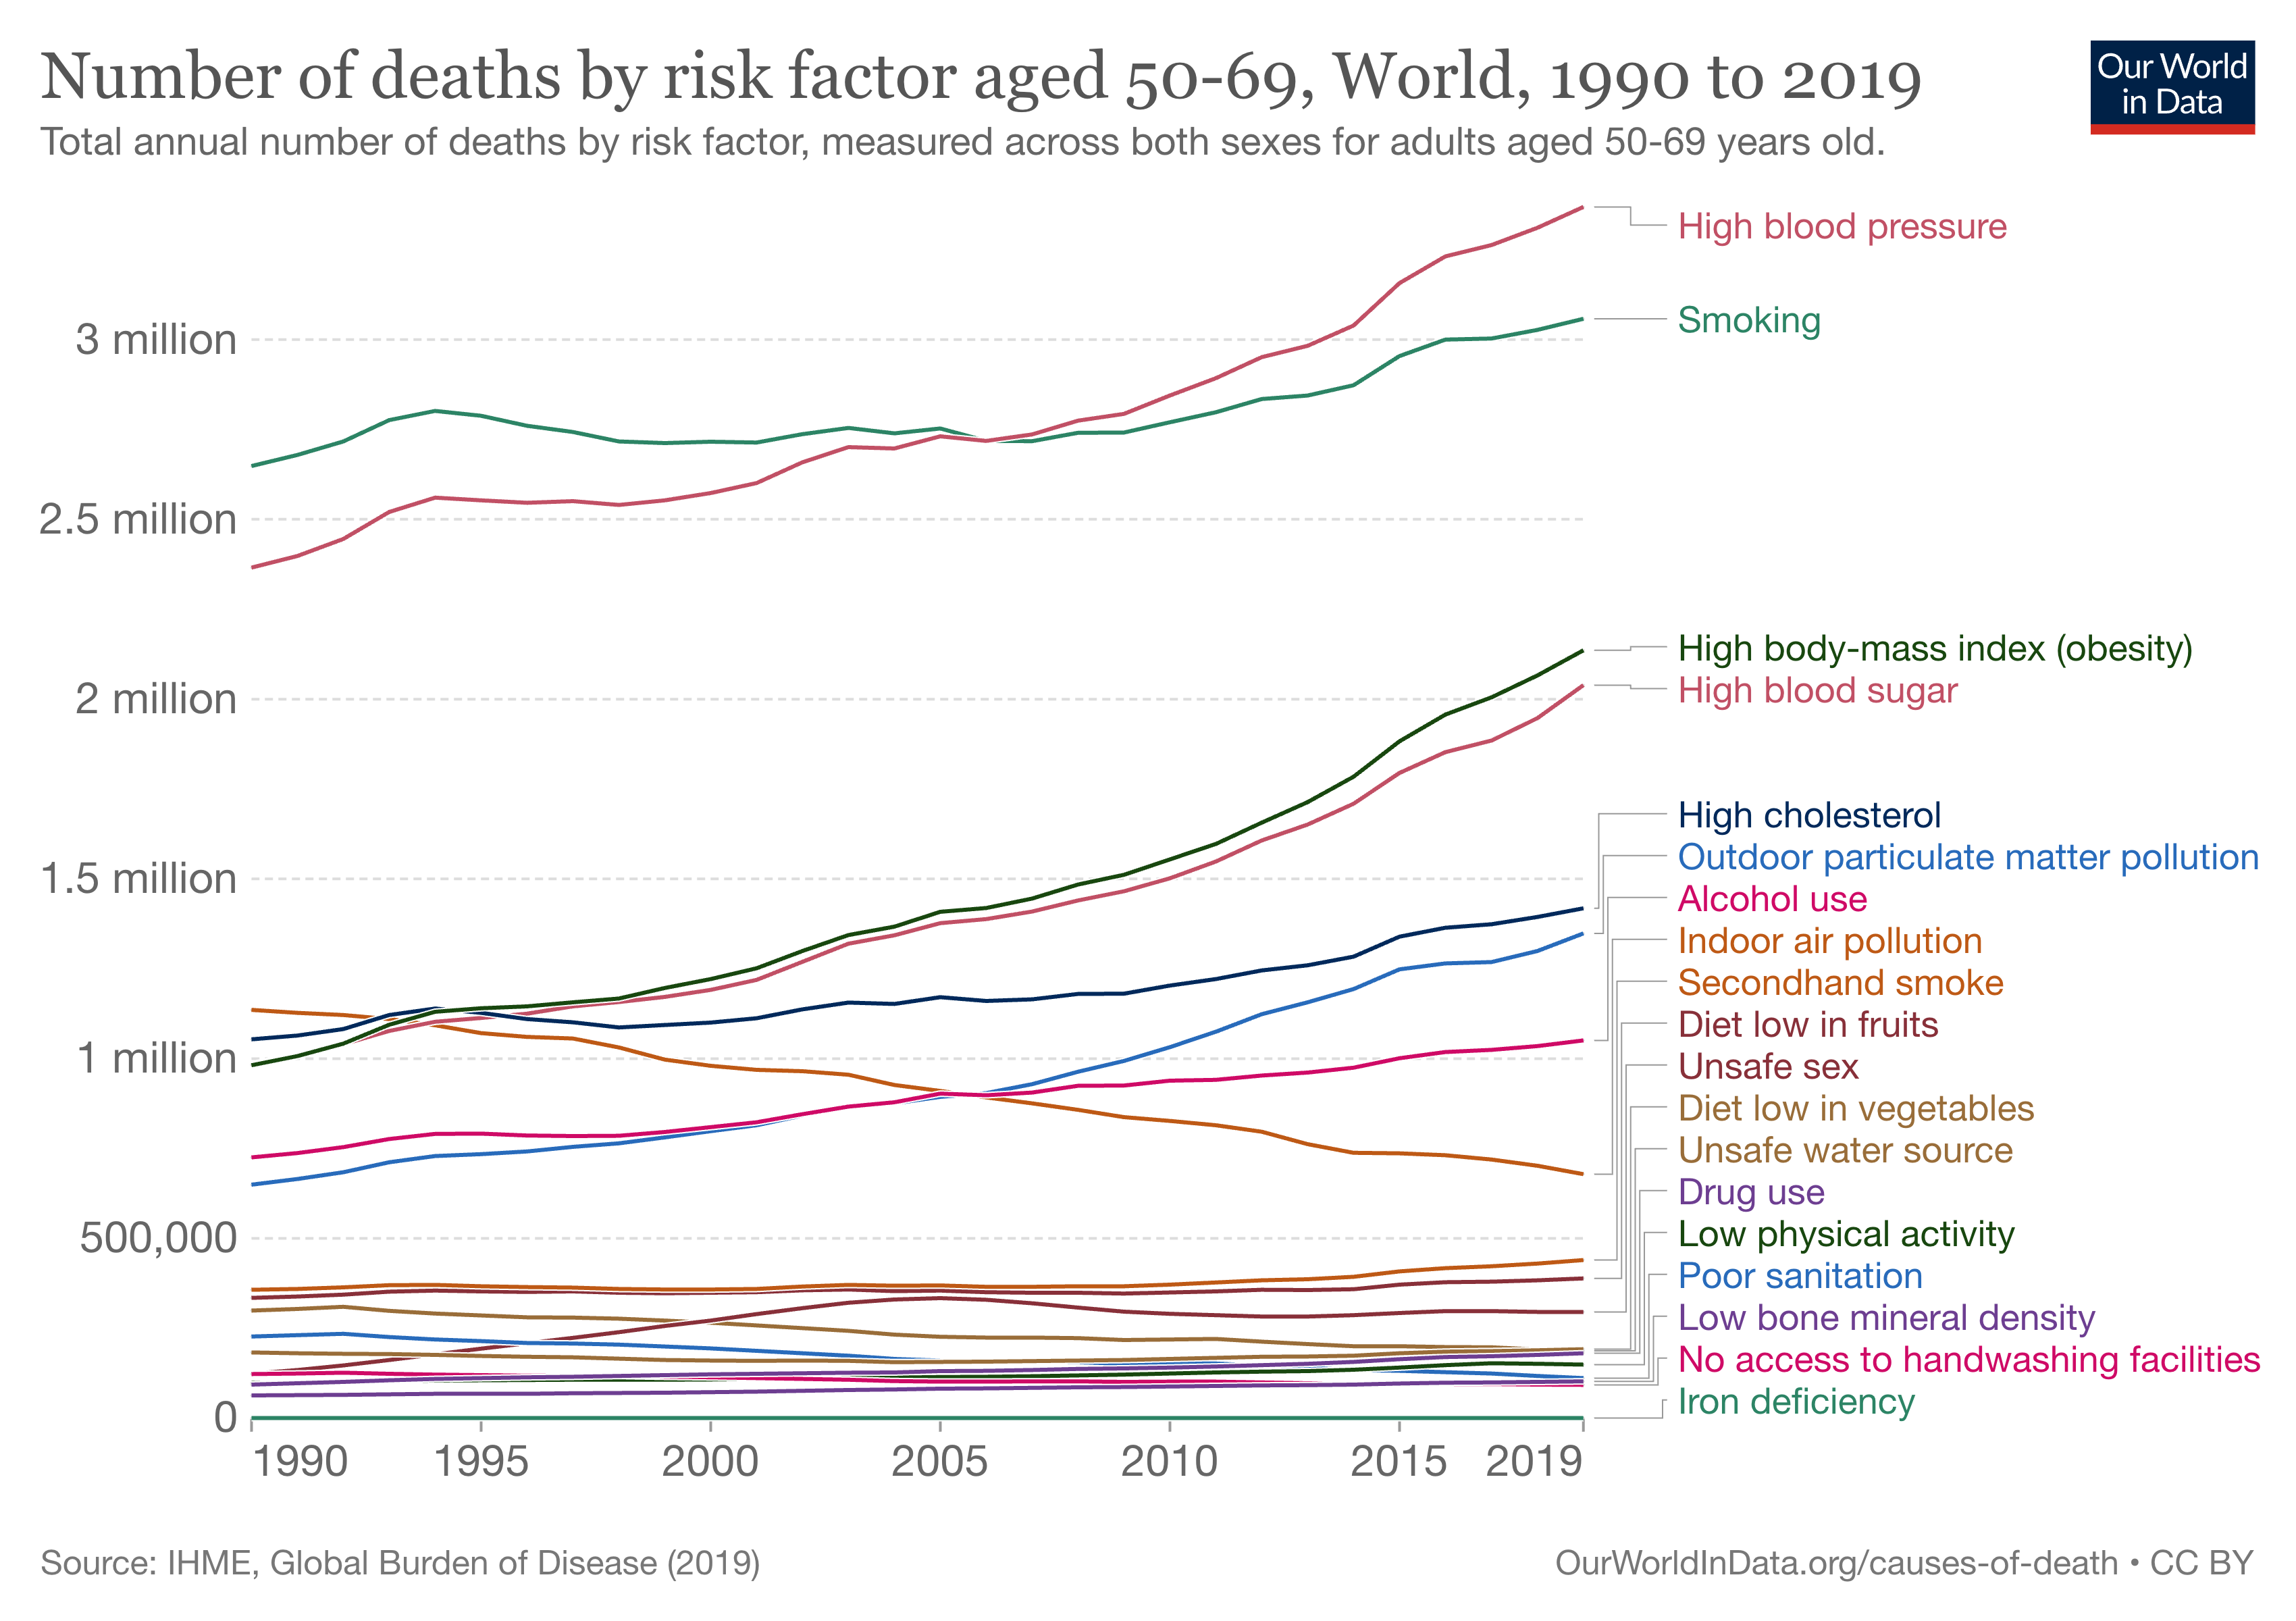 Number of deaths by risk factor aged 50-69, World, 1990 to 2019
Total annual number of deaths by risk factor, measured across both sexes for adults aged 50-69 years old.
Our World
in Data
High blood pressure
Smoking
3 million
2.5 million
High body-mass index (obesity)
High blood sugar
2 million
High cholesterol
Outdoor particulate matter pollution
1.5 million
Alcohol use
Indoor air pollution
Secondhand smoke
Diet low in fruits
1 million
Unsafe sex
Diet low in vegetables
Unsafe water source
Drug use
500,000
Low physical activity
Poor sanitation
Low bone mineral density
No access to handwashing facilities
Iron deficiency
0
1990 1995 2000 2005 2010 2015 2019
Source: IHME, Global Burden of Disease (2019)
OurWorldInData.org/causes-of-death • CC BY